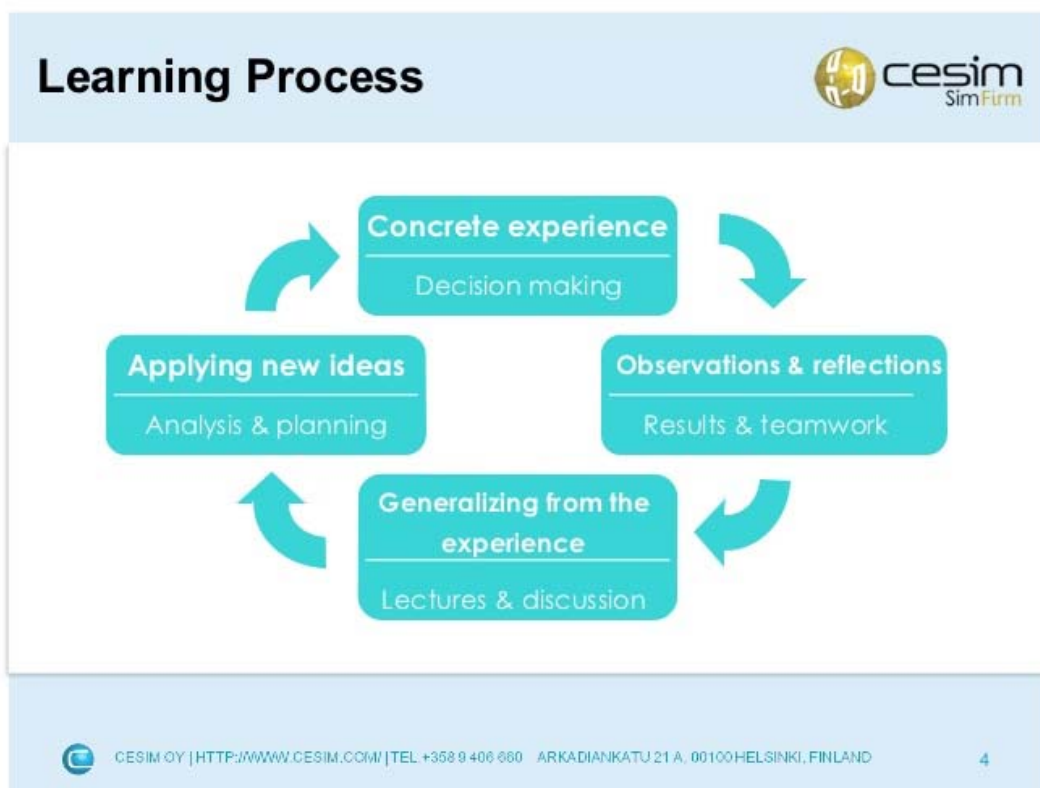 Learning Process
cesim
SimFirm
Concrete experience
Decision making
Applying new ideas
Analysis & planning
Observations & reflections
Results & teamwork
Generalizing from the
experience
Lectures & discussion
CESIM OY | HTTP://WWW.CESIM.COM/ | TEL.+358 9 406 660 ARKADIANKATU 21 A, 00100 HELSINKI, FINLAND
4